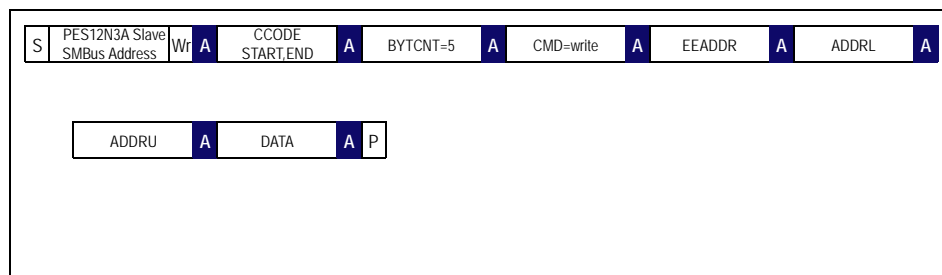 S PES12N3A Slave SMBus Address Wr A CCODE START,END A BYTCNT=5 A CMD=write A EEADDR A ADDRL A
ADDRU A DATA A P